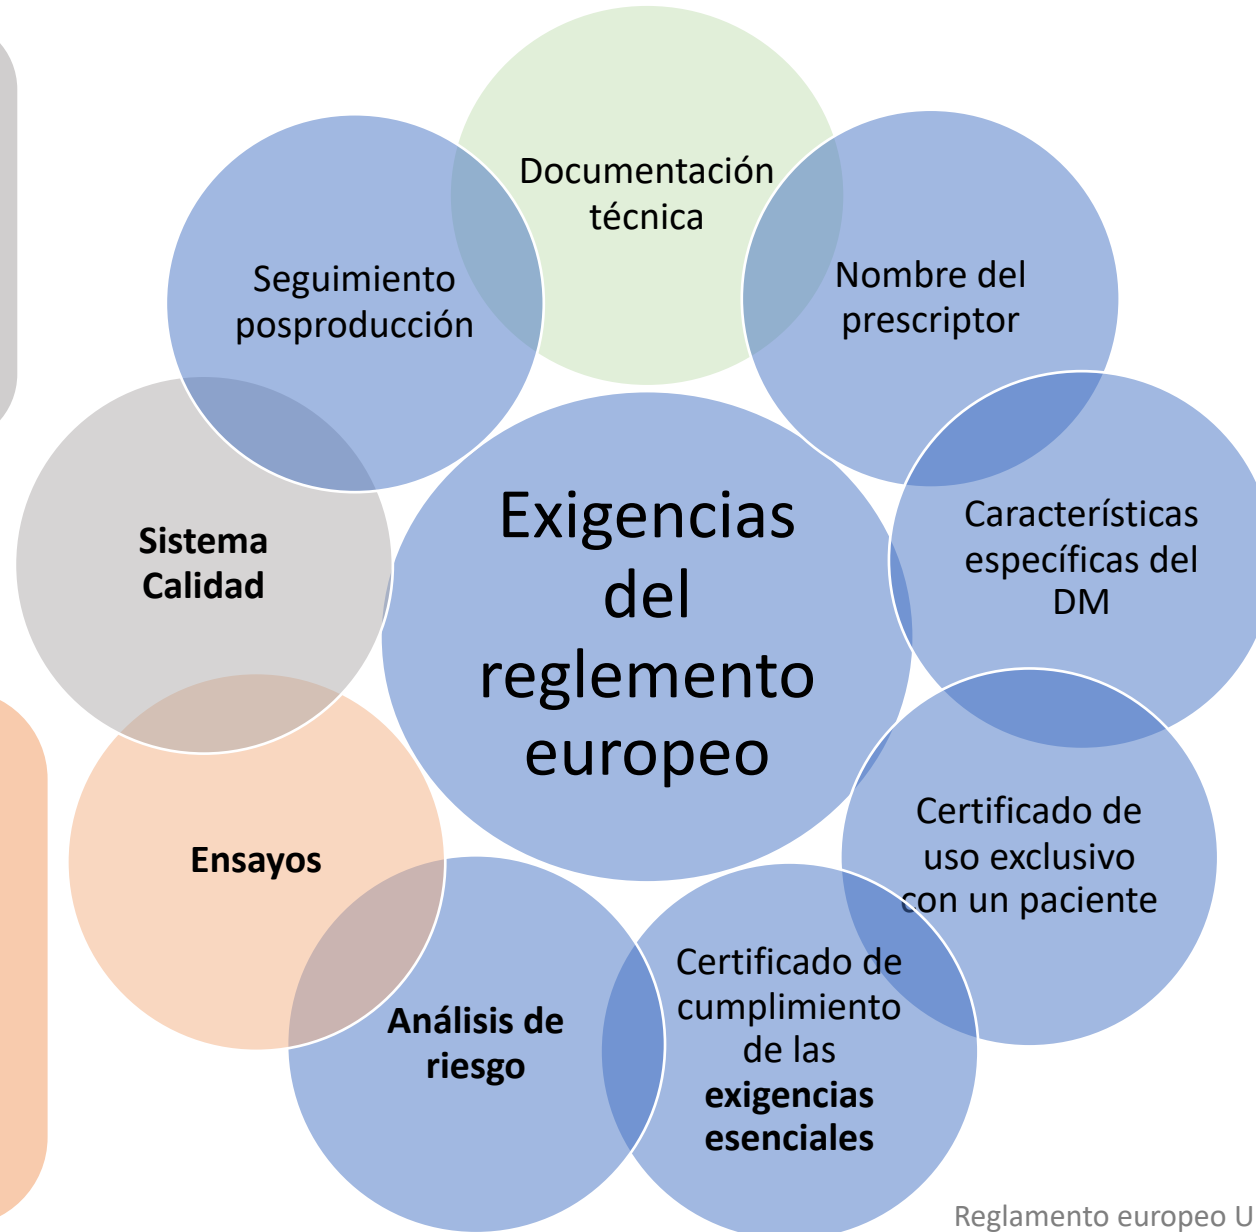 Documentación
técnica
Nombre del
prescriptor
Características
específicas del
DM
Certificado de
uso exclusivo
con un paciente
Certificado de
cumplimiento
de las
exigencias
esenciales
Análisis de
riesgo
Ensayos
Sistema
Calidad
Seguimiento
posproducción
Exigencias
del
reglemento
europeo
Reglamento europeo U